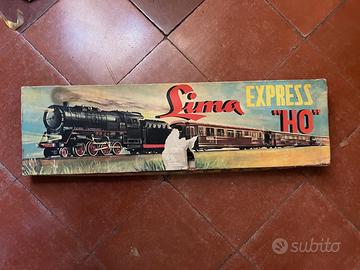 Lima
EXPRESS
"HO"
subito